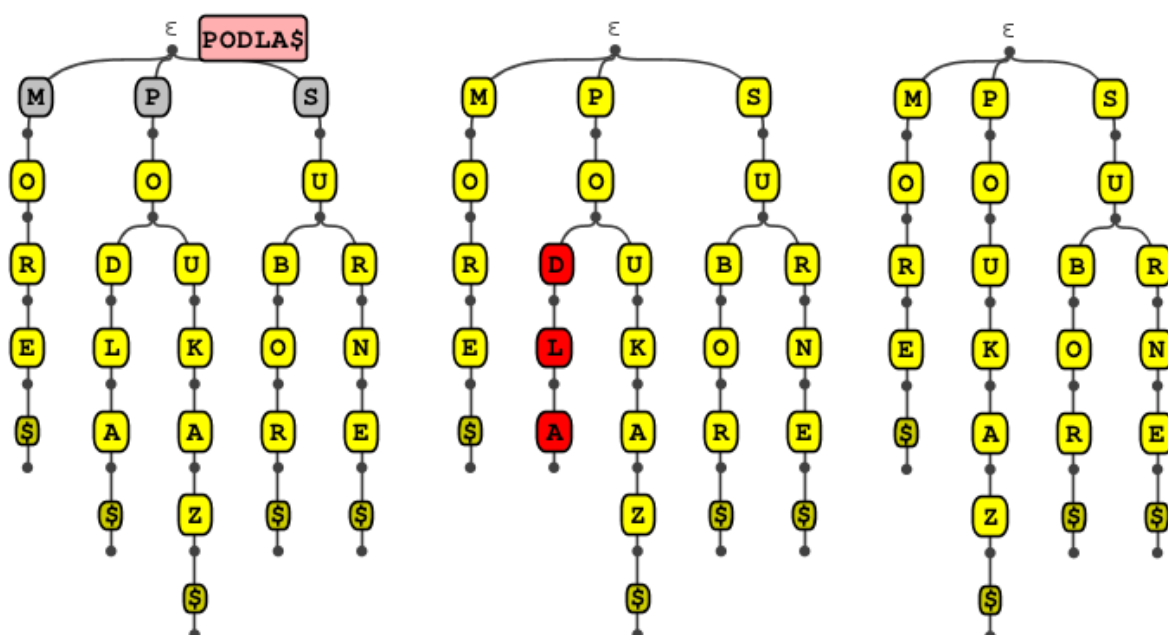 ε PODLA$ ε ε
M P S M P S M P S
O O U O O U O O U
R D U B R R D U B R R U B R
E L K O N E L K O N E K O N
$ A A R E $ A A R E $ A R E
$ Z $ $ Z $ $ Z $ $
$ $ $